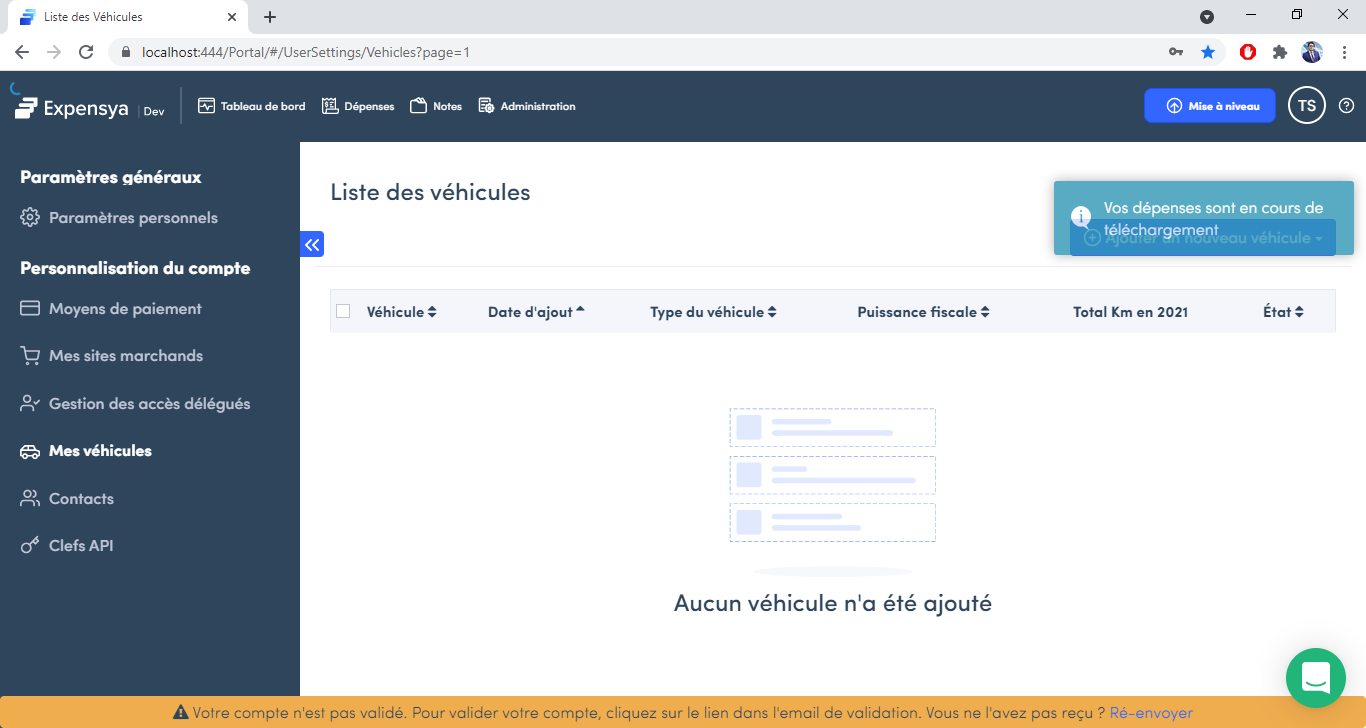 Liste des Véhicules
localhost:444/Portal/#/UserSettings/Vehicles?page=1
Expensya Dev
Tableau de bord
Dépenses
Notes
Administration
Mise à niveau
TS
Paramètres généraux
Paramètres personnels
Personnalisation du compte
Moyens de paiement
Mes sites marchands
Gestion des accès délégués
Mes véhicules
Contacts
Clefs API
Liste des véhicules
Vos dépenses sont en cours de
téléchargement
Ajouter un nouveau véhicule
Véhicule
Date d'ajout
Type du véhicule
Puissance fiscale
Total Km en 2021
État
Aucun véhicule n'a été ajouté
Votre compte n'est pas validé. Pour valider votre compte, cliquez sur le lien dans l'email de validation. Vous ne l'avez pas reçu ? Ré-envoyer